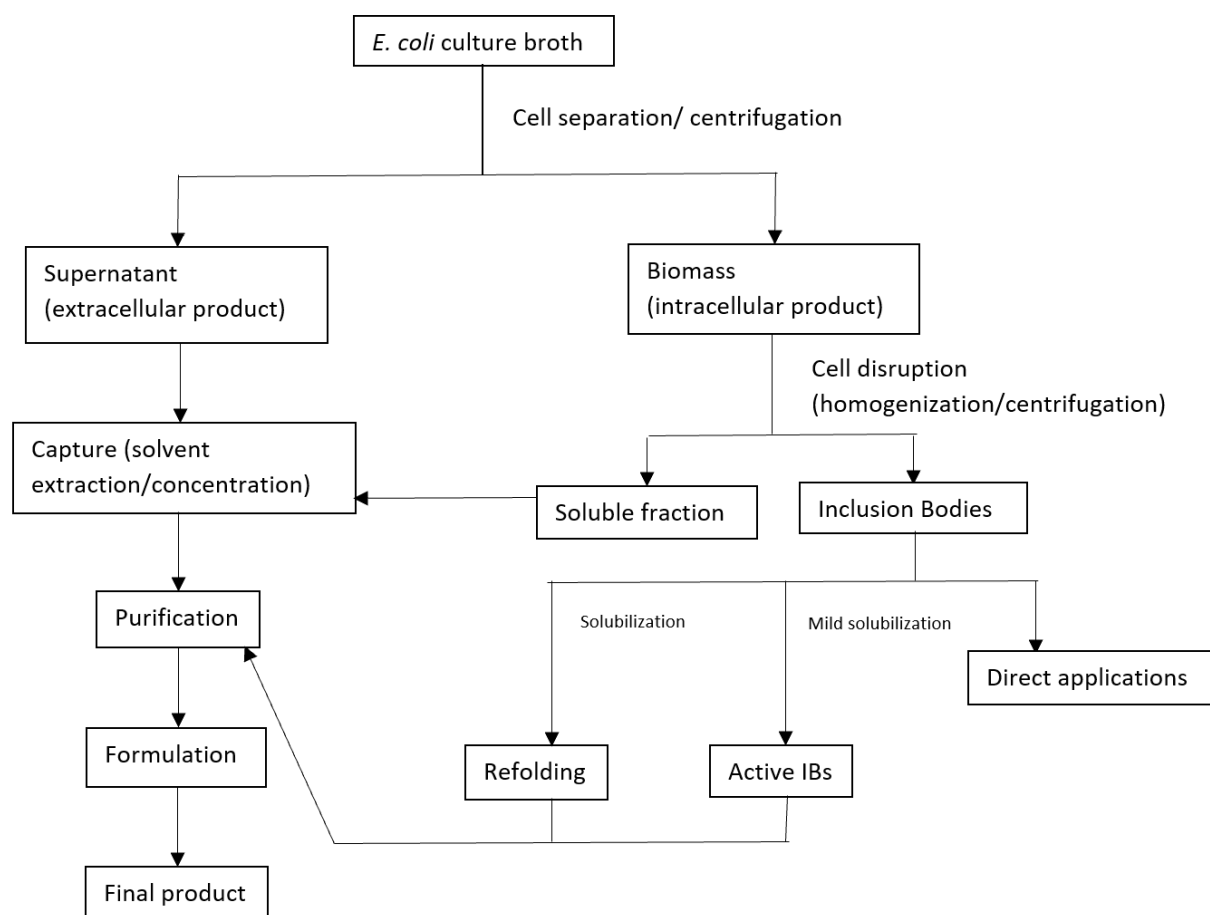 E. coli culture broth
Cell separation/ centrifugation
Supernatant
(extracellular product)
Biomass
(intracellular product)
Cell disruption
(homogenization/centrifugation)
Capture (solvent
extraction/concentration)
Soluble fraction
Inclusion Bodies
Purification
Solubilization
Mild solubilization
Direct applications
Formulation
Refolding
Active IBs
Final product